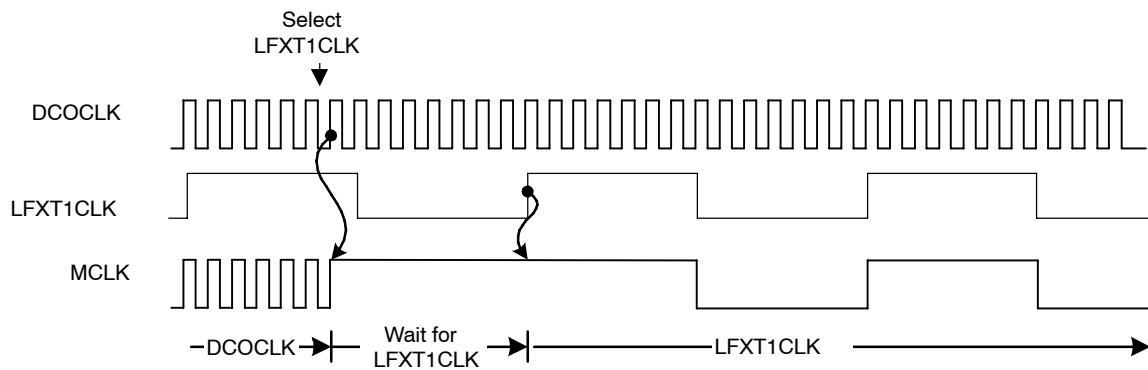 Select
LFXT1CLK
DCOCLK
LFXT1CLK
MCLK
DCOCLK
Wait for
LFXT1CLK
LFXT1CLK